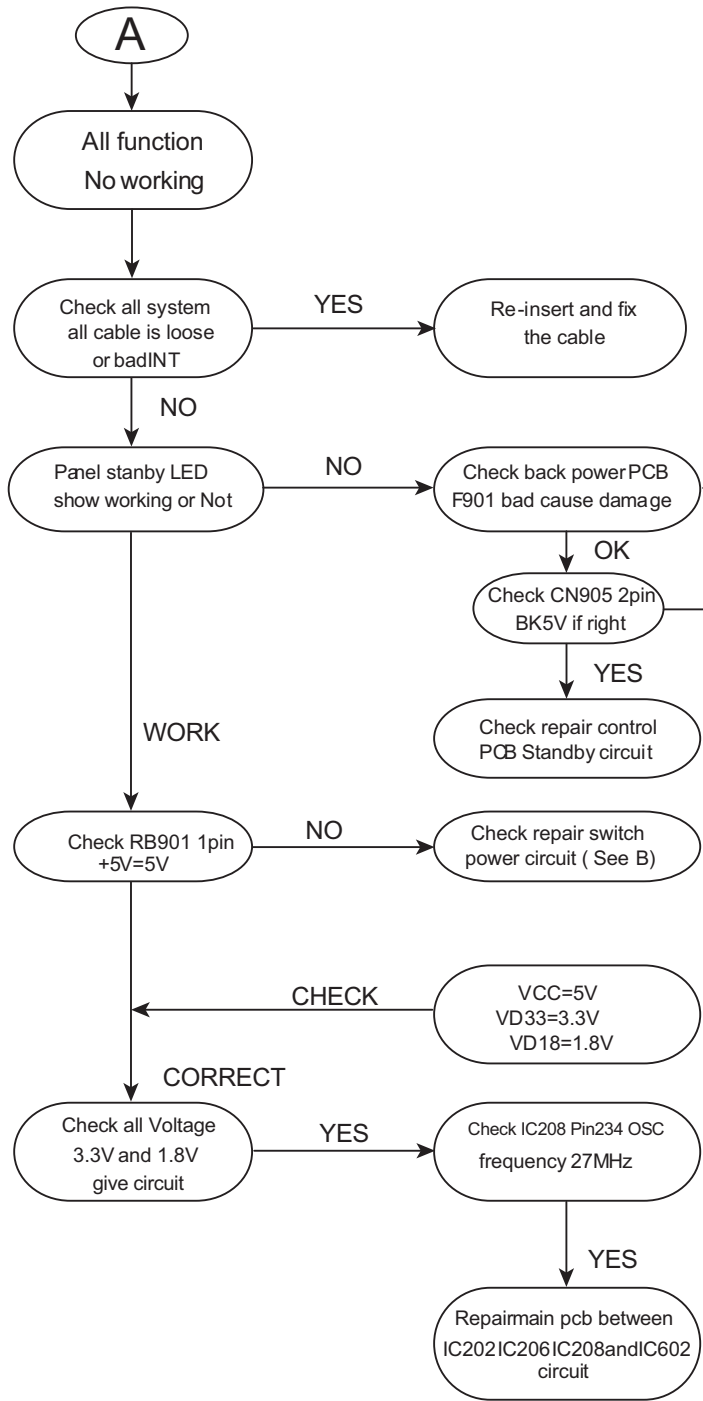 A
All function
No working
Check all system
all cable is loose
or badINT
YES
Re-insert and fix
the cable
NO
Panel stanby LED
show working or Not
NO
Check back power PCB
F901 bad cause damage
OK
Check CN905 2pin
BK5V if right
YES
Check repair control
PCB Standby circuit
WORK
Check RB901 1pin
+5V=5V
NO
Check repair switch
power circuit ( See B)
CHECK
VCC=5V
VD33=3.3V
VD18=1.8V
CORRECT
Check all Voltage
3.3V and 1.8V
give circuit
YES
Check IC208 Pin234 OSC
frequency 27MHz
YES
Repairmain pcb between
IC202IC206IC208andIC602
circuit